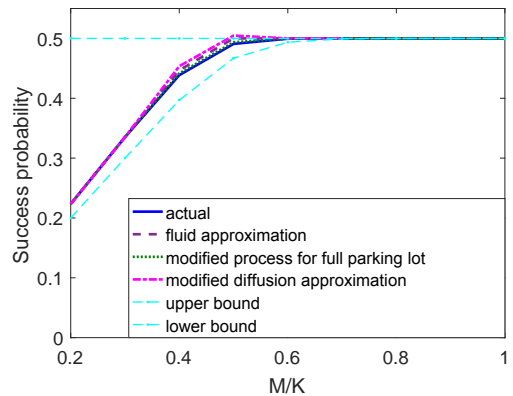 0.5
0.5
0.3
0.2
0.1
0
Success probability
actual
fluid approximation
modified process for full parking lot
modified diffusion approximation
upper bound
lower bound
0.2
0.4
0.6
0.8
1
M/K